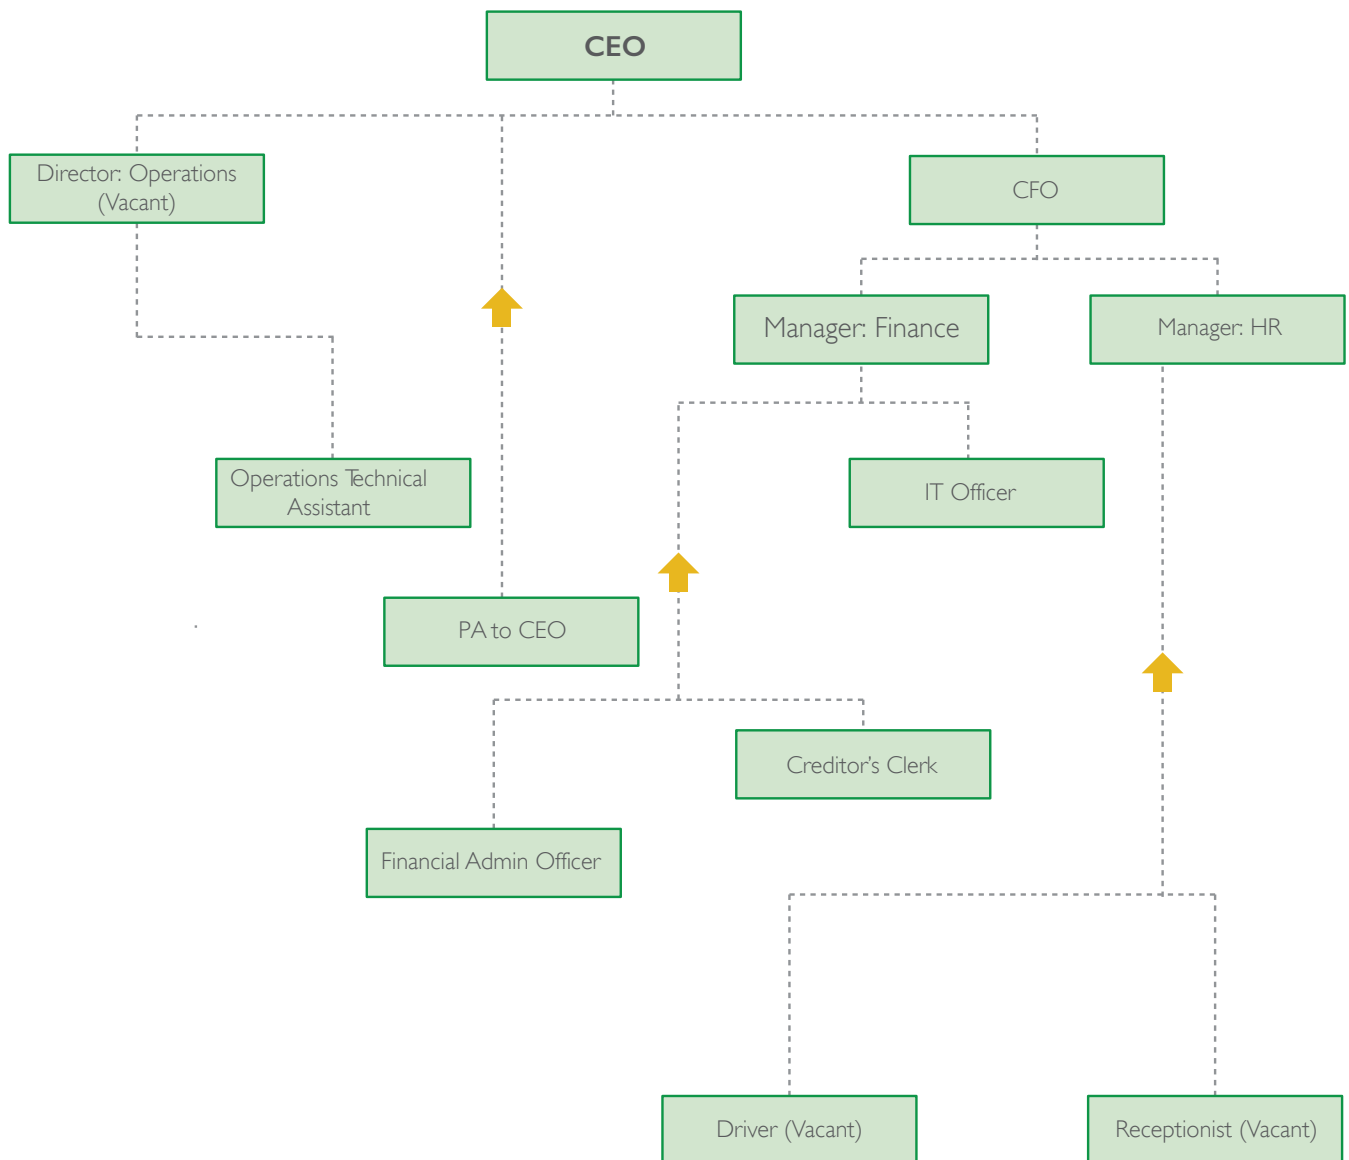 CEO
Director: Operations
(Vacant)
CFO
Manager: Finance
Manager: HR
Operations Technical
Assistant
IT Officer
PA to CEO
Creditor's Clerk
Financial Admin Officer
Driver (Vacant)
Receptionist (Vacant)